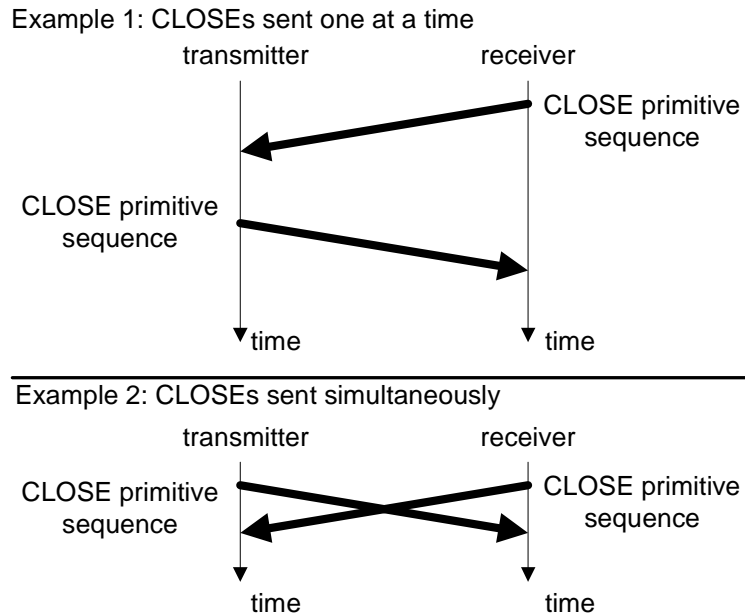 Example 1: CLOSEs sent one at a time
transmitter
receiver
CLOSE primitive
sequence
CLOSE primitive
sequence
time
time
Example 2: CLOSEs sent simultaneously
transmitter
receiver
CLOSE primitive
sequence
CLOSE primitive
sequence
time
time